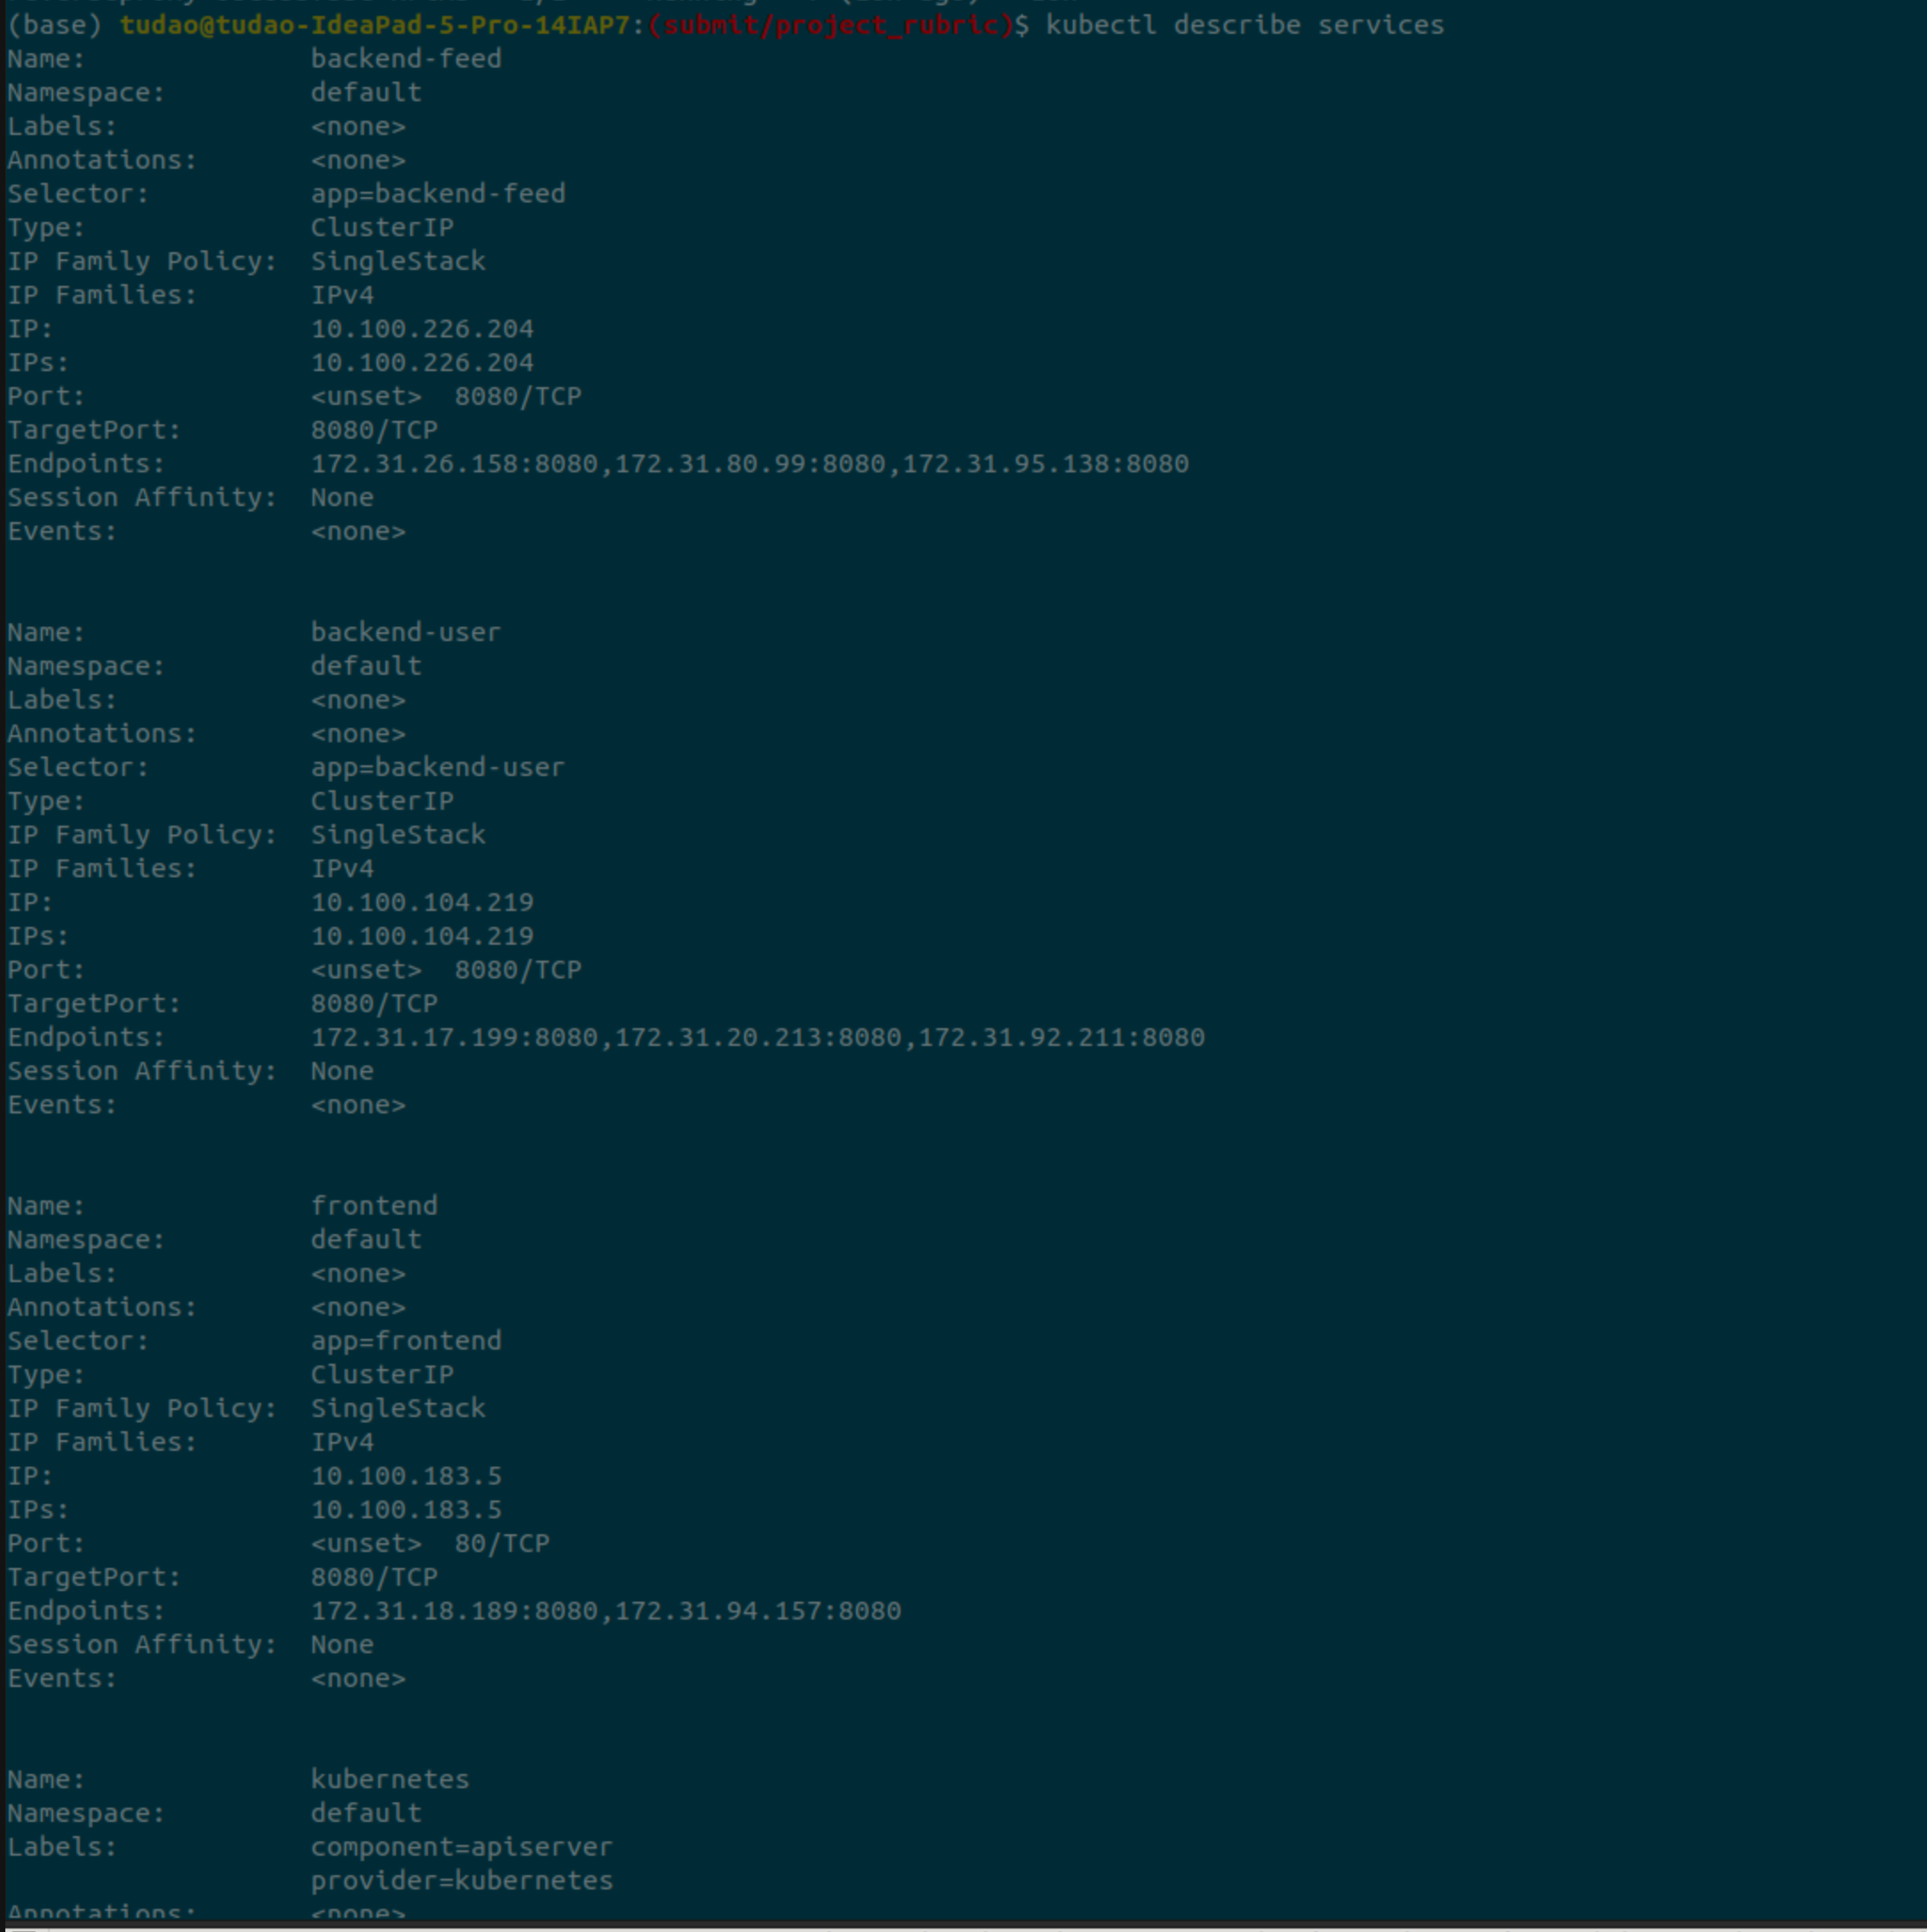 (base) tudao@tudao-IdeaPad-5-Pro-14IAP7:(submit/project_rubric)$ kubectl describe services
Name:              backend-feed
Namespace:         default
Labels:            <none>
Annotations:       <none>
Selector:          app=backend-feed
Type:              ClusterIP
IP Family Policy:  SingleStack
IP Families:       IPv4
IP:                10.100.226.204
IPs:               10.100.226.204
Port:              <unset>  8080/TCP
TargetPort:        8080/TCP
Endpoints:         172.31.26.158:8080,172.31.80.99:8080,172.31.95.138:8080
Session Affinity:  None
Events:            <none>
Name:              backend-user
Namespace:         default
Labels:            <none>
Annotations:       <none>
Selector:          app=backend-user
Type:              ClusterIP
IP Family Policy:  SingleStack
IP Families:       IPv4
IP:                10.100.104.219
IPs:               10.100.104.219
Port:              <unset>  8080/TCP
TargetPort:        8080/TCP
Endpoints:         172.31.17.199:8080,172.31.20.213:8080,172.31.92.211:8080
Session Affinity:  None
Events:            <none>
Name:              frontend
Namespace:         default
Labels:            <none>
Annotations:       <none>
Selector:          app=frontend
Type:              ClusterIP
IP Family Policy:  SingleStack
IP Families:       IPv4
IP:                10.100.183.5
IPs:               10.100.183.5
Port:              <unset>  80/TCP
TargetPort:        8080/TCP
Endpoints:         172.31.18.189:8080,172.31.94.157:8080
Session Affinity:  None
Events:            <none>
Name:              kubernetes
Namespace:         default
Labels:            component=apiserver
                   provider=kubernetes
Annotations:       <none>